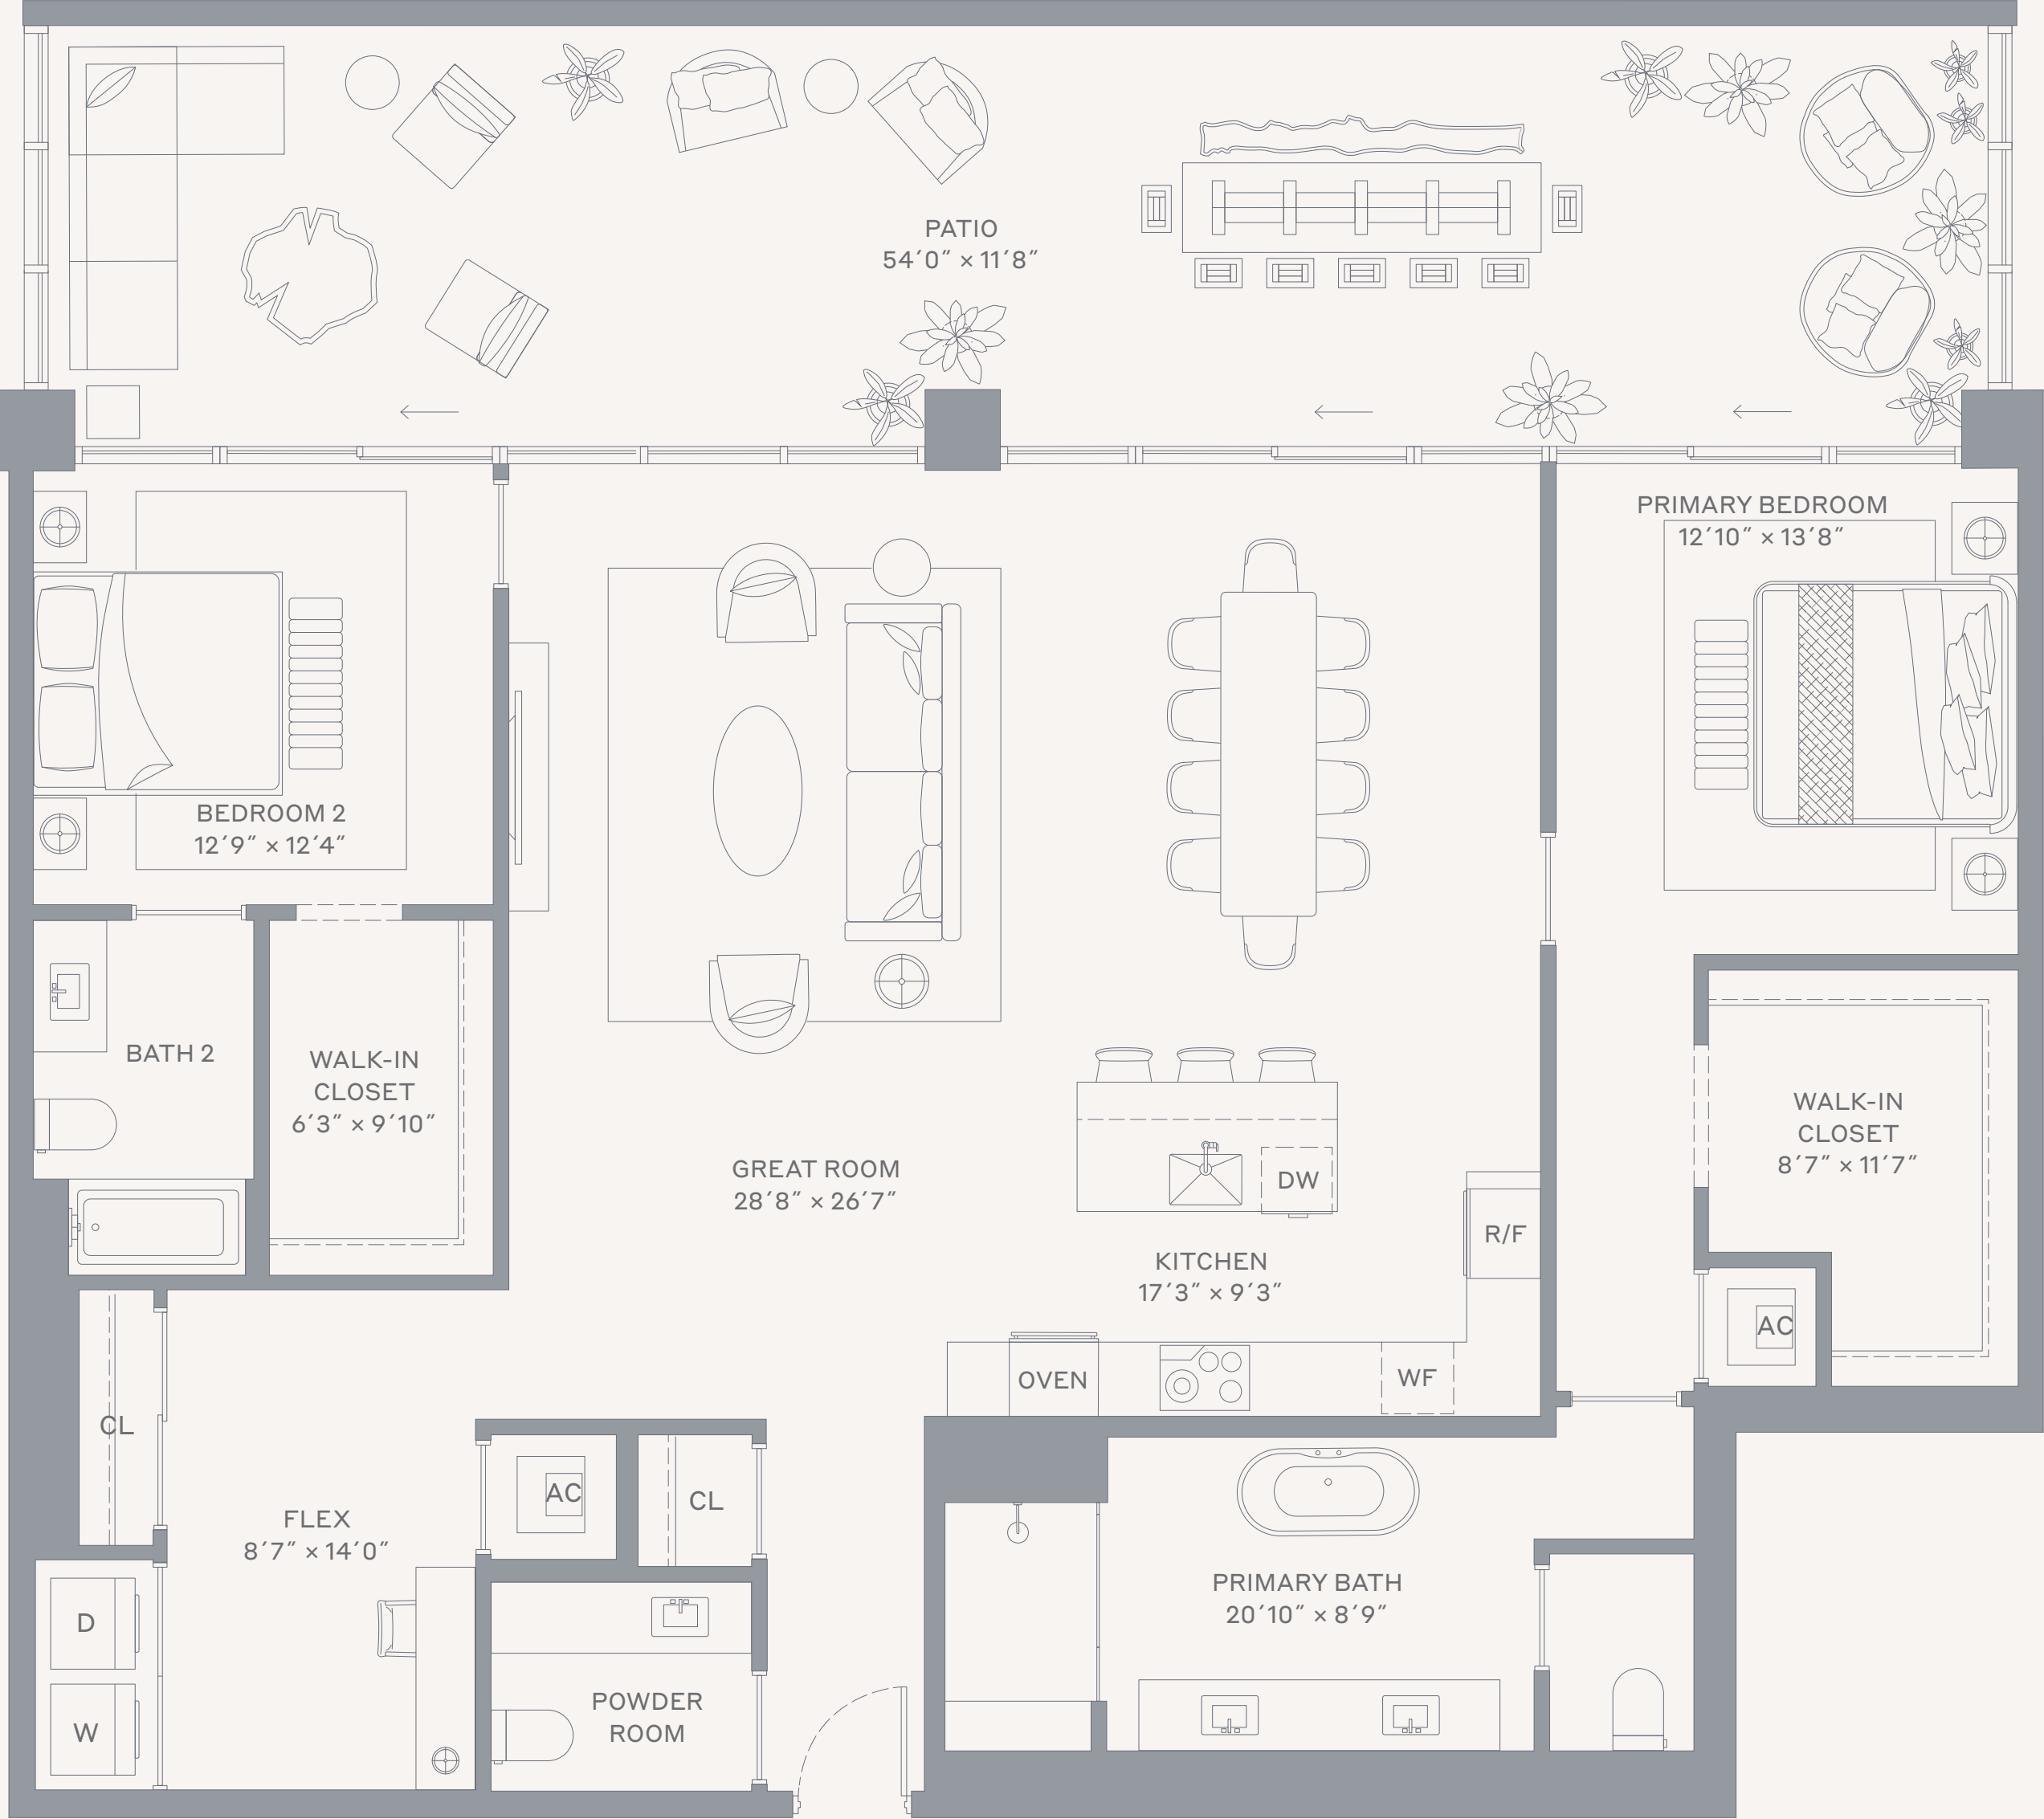 PATIO
54′0″ × 11′8″
PRIMARY BEDROOM
12′10″ × 13′8″
BEDROOM 2
12′9″ × 12′4″
BATH 2
WALK-IN
CLOSET
6′3″ × 9′10″
GREAT ROOM
28′8″ × 26′7″
DW
R/F
KITCHEN
17′3″ × 9′3″
WALK-IN
CLOSET
8′7″ × 11′7″
AC
OVEN
WF
CL
AC
CL
FLEX
8′7″ × 14′0″
PRIMARY BATH
20′10″ × 8′9″
D
W
POWDER
ROOM